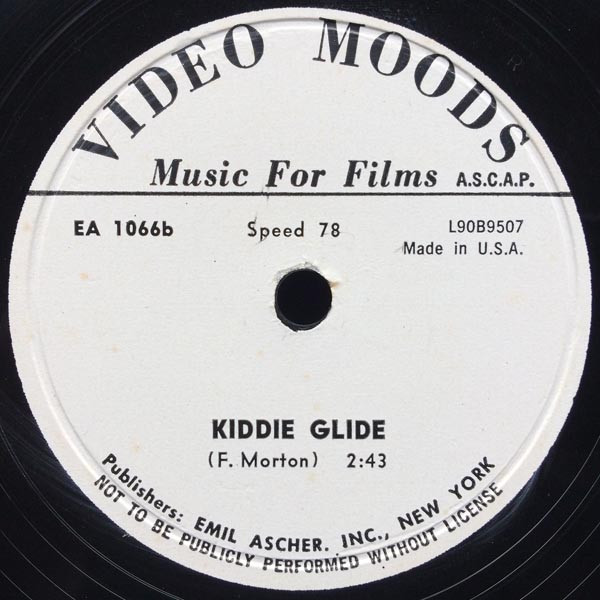 VIDEO MOODS
Music For Films A.S.C.A.P.
EA 1066b Speed 78 L90B9507
Made in U.S.A.
KIDDIE GLIDE
(F. Morton) 2:43
Publishers: EMIL ASCHER. INC., NEW YORK
NOT TO BE PUBLICLY PERFORMED WITHOUT LICENSE